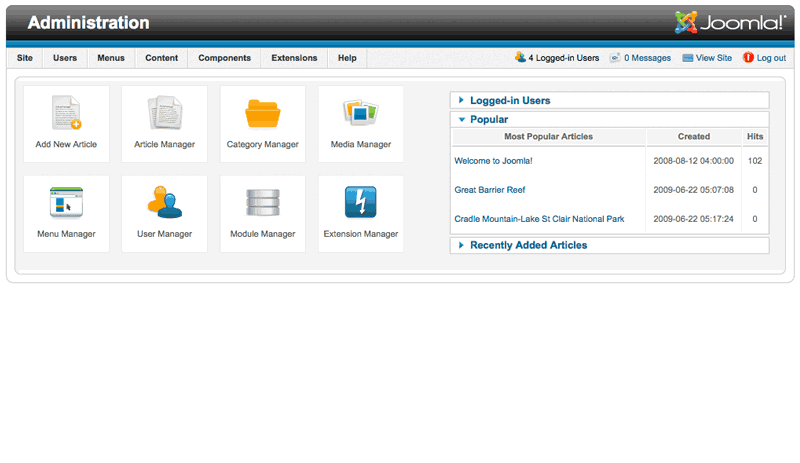 Administration
Joomla!®
Site Users Menus Content Components Extensions Help 4 Logged-in Users 0 Messages View Site Log out
Add New Article Article Manager Category Manager Media Manager
Menu Manager User Manager Module Manager Extension Manager
Logged-in Users
Popular
Most Popular Articles Created Hits
Welcome to Joomla! 2008-08-12 04:00:00 102
Great Barrier Reef 2009-06-22 05:07:08 0
Cradle Mountain-Lake St Clair National Park 2009-06-22 05:17:24 0
Recently Added Articles